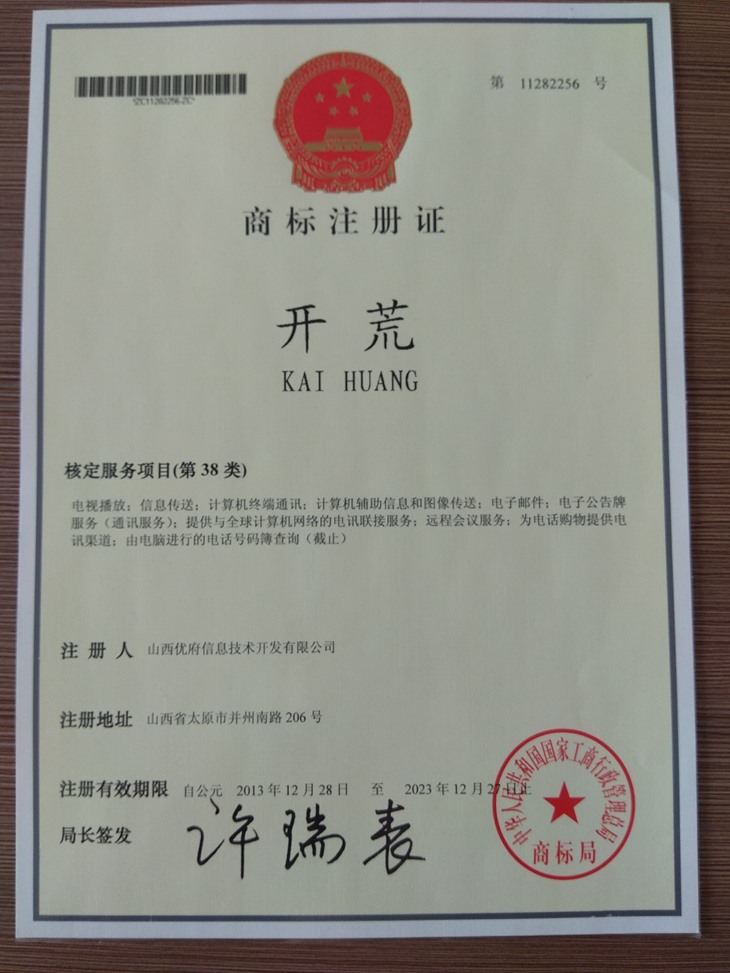 *ZC11282256-ZC*
第 11282256 号
商标注册证
开荒
KAI HUANG
核定服务项目(第 38 类)
电视播放；信息传送；计算机终端通讯；计算机辅助信息和图像传送；电子邮件；电子公告牌
服务（通讯服务）；提供与全球计算机网络的电讯联接服务；远程会议服务；为电话购物提供电
讯渠道；由电脑进行的电话号码簿查询（截止）
注册人 山西优府信息技术开发有限公司
注册地址 山西省太原市并州南路 206 号
注册有效期限 自公元 2013 年 12 月 28 日 至 2023 年 12 月 27 日止
局长签发 许瑞表
中华人民共和国国家工商行政管理总局
商标局